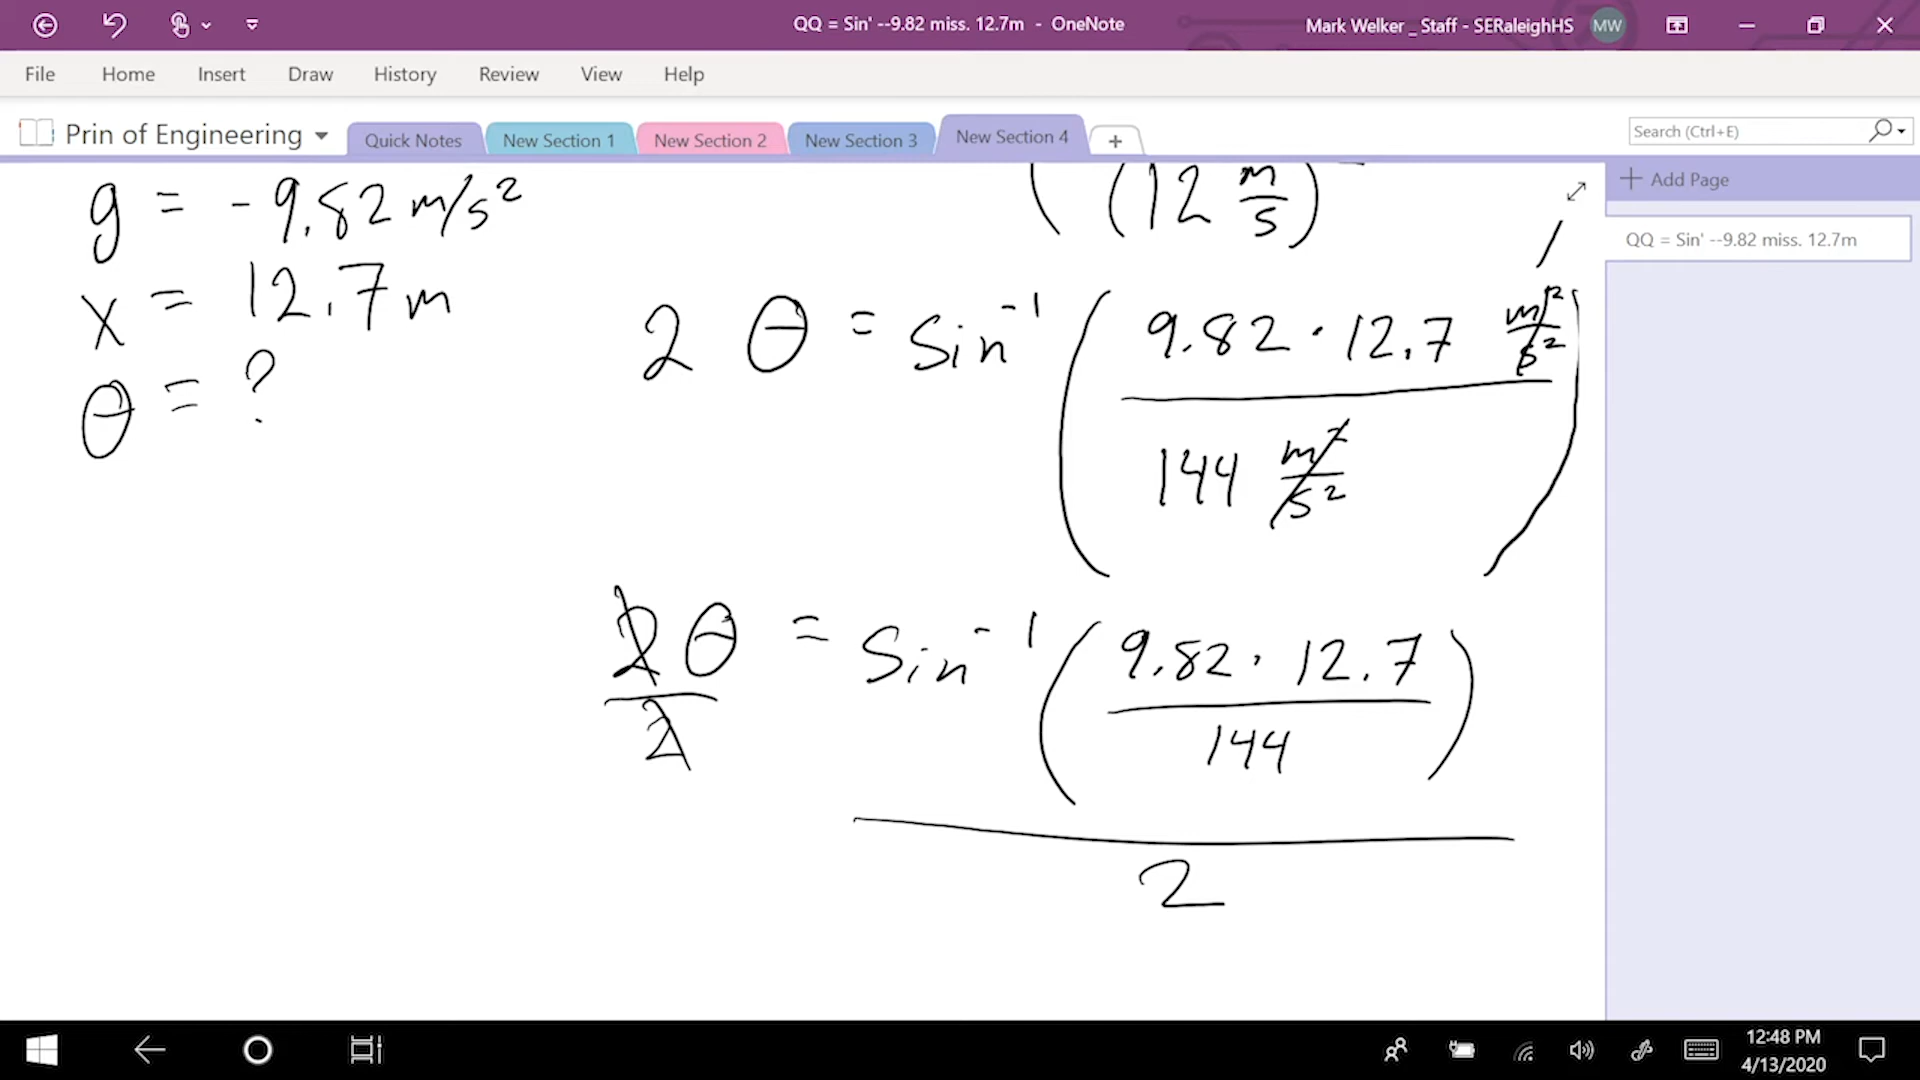 QQ = Sin' --9.82 miss. 12.7m - OneNote
Mark Welker _ Staff - SERaleighHS MW
File Home Insert Draw History Review View Help
Prin of Engineering
Quick Notes New Section 1 New Section 2 New Section 3 New Section 4 +
Search (Ctrl+E)
Add Page
QQ = Sin' --9.82 miss. 12.7m
g = -9.82 m/s²
x = 12.7 m
θ = ?
( (12 m/s)
2 θ = Sin⁻¹ ( 9.82 · 12.7 m²/s²
144 m²/s² )
2θ = Sin⁻¹ ( 9.82 · 12.7
2 144 )
2
12:48 PM
4/13/2020